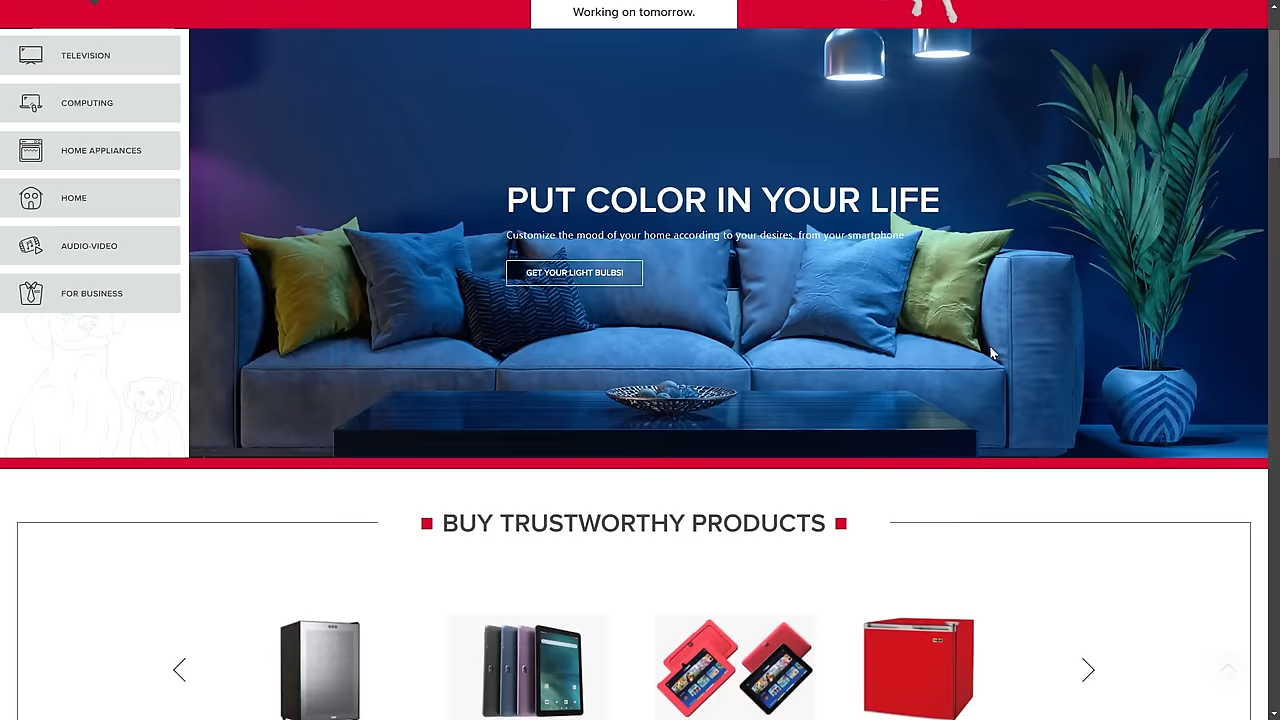 Working on tomorrow.
TELEVISION
COMPUTING
HOME APPLIANCES
HOME
AUDIO-VIDEO
FOR BUSINESS
PUT COLOR IN YOUR LIFE
Customize the mood of your home according to your desires, from your smartphone
GET YOUR LIGHT BULBS!
BUY TRUSTWORTHY PRODUCTS